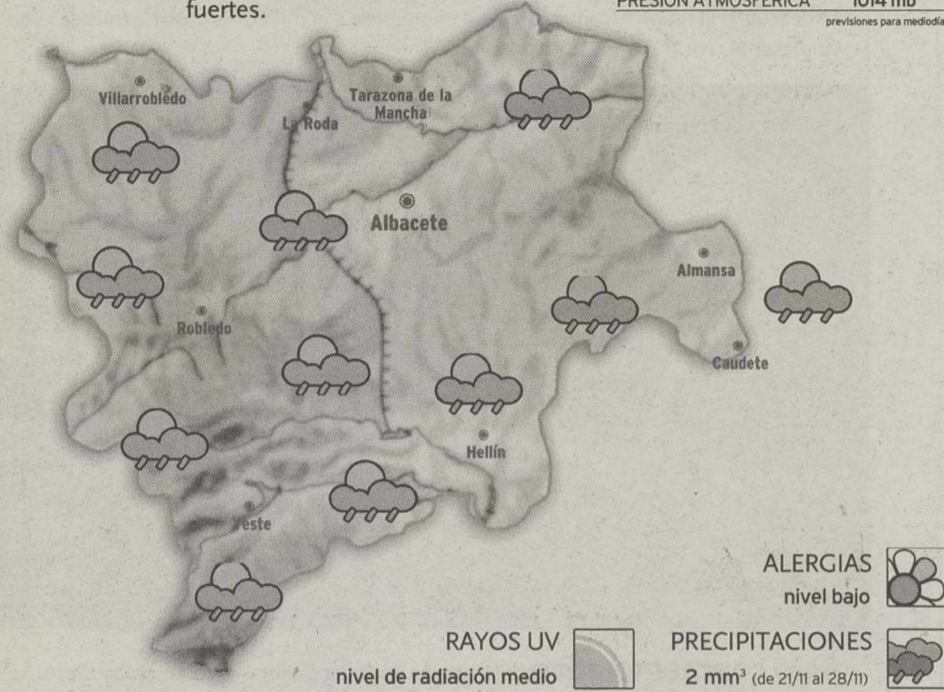 fuertes.
PRESIÓN ATMOSFÉRICA 1014 mb
previsiones para mediodía
Villarrobledo
Tarazona de la
Mancha
La Roda
Albacete
Almansa
Robledo
Caudete
Hellín
Yeste
ALERGIAS
nivel bajo
RAYOS UV
nivel de radiación medio
PRECIPITACIONES
2 mm³ (de 21/11 al 28/11)